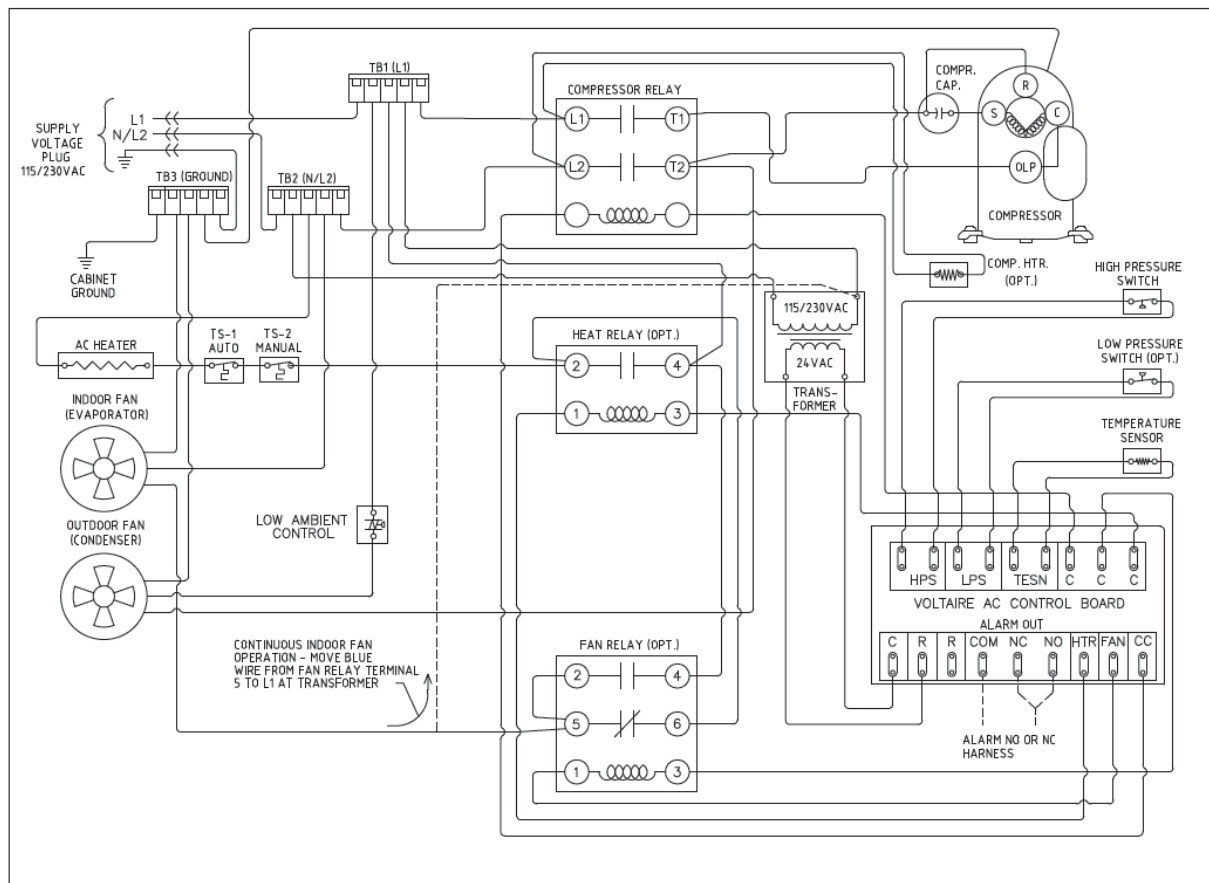 TB1 (L1)
SUPPLY
VOLTAGE
PLUG
115/230VAC
L1
N/L2
TB3 (GROUND)
TB2 (N/L2)
CABINET
GROUND
COMPRESSOR RELAY
L1
T1
L2
T2
COMPR.
CAP.
R
S
C
OLP
COMPRESSOR
COMP. HTR.
(OPT.)
HIGH PRESSURE
SWITCH
LOW PRESSURE
SWITCH (OPT.)
TEMPERATURE
SENSOR
115/230VAC
24VAC
TRANS-
FORMER
HEAT RELAY (OPT.)
2
4
1
3
AC HEATER
TS-1
AUTO
TS-2
MANUAL
INDOOR FAN
(EVAPORATOR)
OUTDOOR FAN
(CONDENSER)
LOW AMBIENT
CONTROL
CONTINUOUS INDOOR FAN
OPERATION - MOVE BLUE
WIRE FROM FAN RELAY TERMINAL
5 TO L1 AT TRANSFORMER
FAN RELAY (OPT.)
2
4
5
6
1
3
HPS LPS TESN C C C
VOLTAIRE AC CONTROL BOARD
ALARM OUT
C R R COM NC NO HTR FAN CC
ALARM NO OR NC
HARNESS